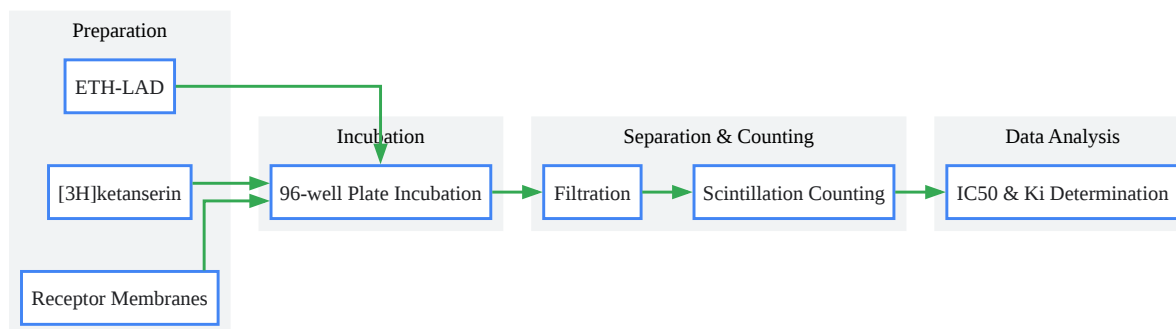 Preparation
ETH-LAD
[3H]ketanserin
Receptor Membranes
Incubation
96-well Plate Incubation
Separation & Counting
Filtration
Scintillation Counting
Data Analysis
IC50 & Ki Determination